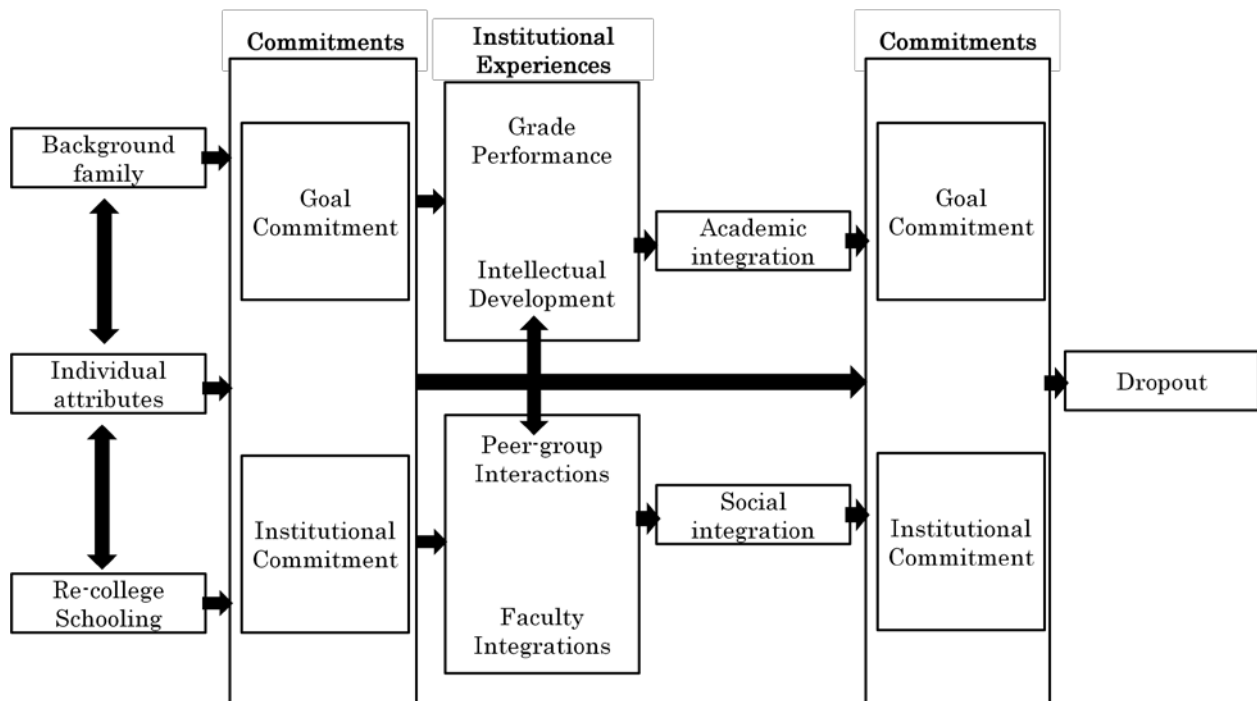 Commitments
Institutional
Experiences
Commitments
Background
family
Individual
attributes
Re-college
Schooling
Goal
Commitment
Institutional
Commitment
Grade
Performance
Intellectual
Development
Peer-group
Interactions
Faculty
Integrations
Academic
integration
Social
integration
Goal
Commitment
Institutional
Commitment
Dropout